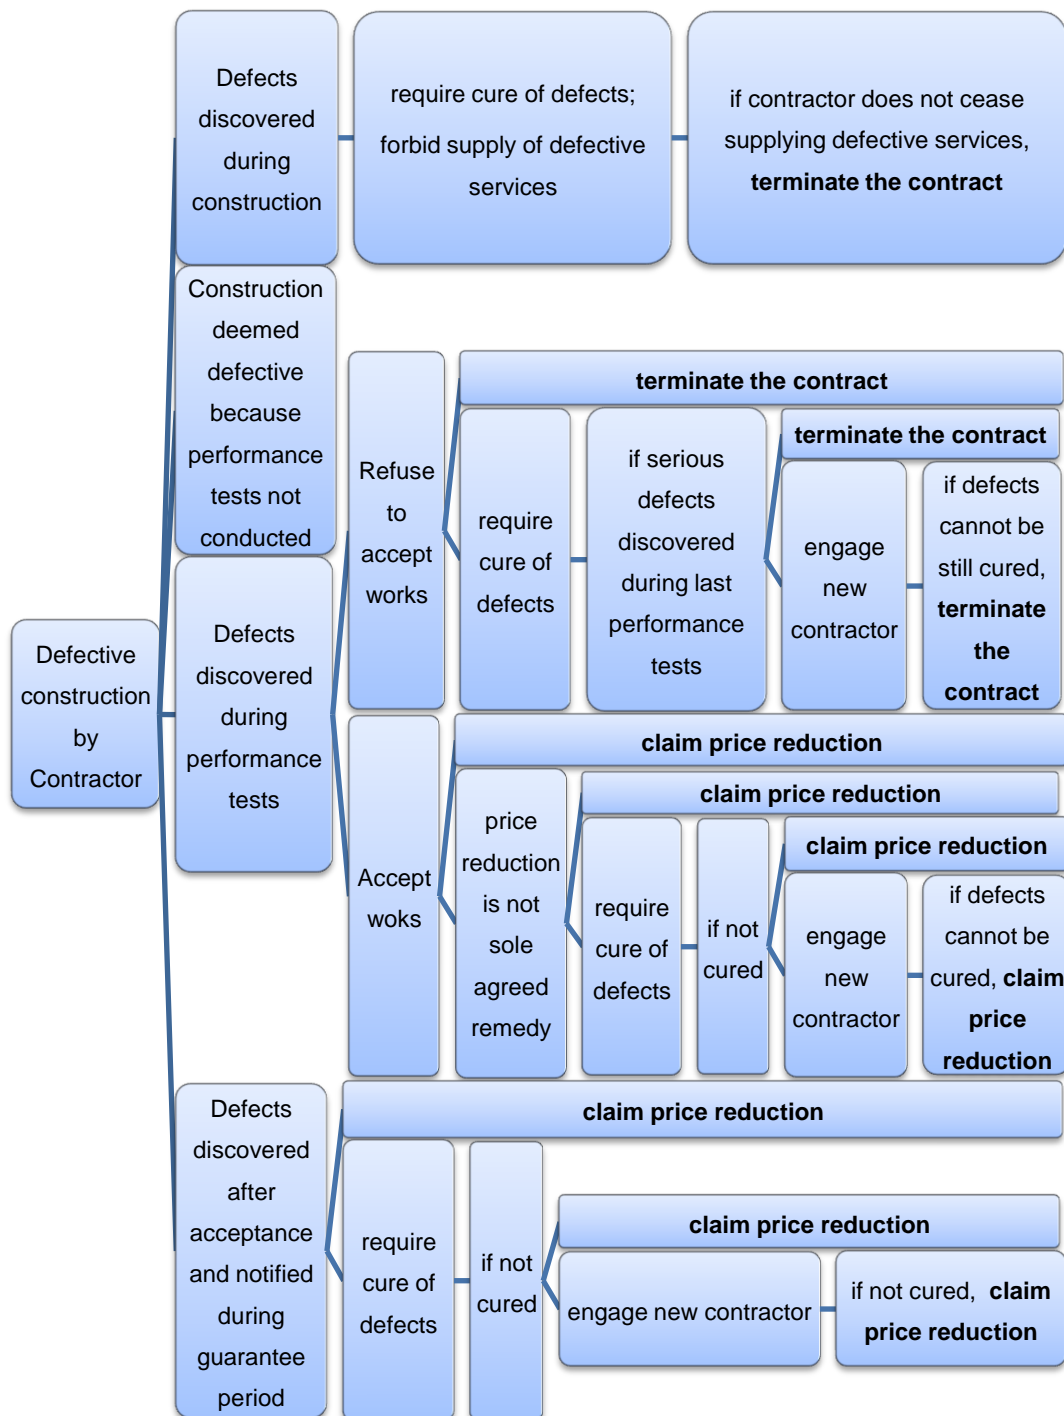 Defective
construction
by
Contractor
Defects
discovered
during
construction
require cure of defects;
forbid supply of defective
services
if contractor does not cease
supplying defective services,
terminate the contract
Construction
deemed
defective
because
performance
tests not
conducted
Defects
discovered
during
performance
tests
Refuse
to
accept
works
terminate the contract
require
cure of
defects
if serious
defects
discovered
during last
performance
tests
terminate the contract
engage
new
contractor
if defects
cannot be
still cured,
terminate
the
contract
Accept
woks
claim price reduction
price
reduction
is not
sole
agreed
remedy
claim price reduction
require
cure of
defects
if not
cured
claim price reduction
engage
new
contractor
if defects
cannot be
cured, claim
price
reduction
Defects
discovered
after
acceptance
and notified
during
guarantee
period
claim price reduction
require
cure of
defects
if not
cured
claim price reduction
engage new contractor
if not cured, claim
price reduction